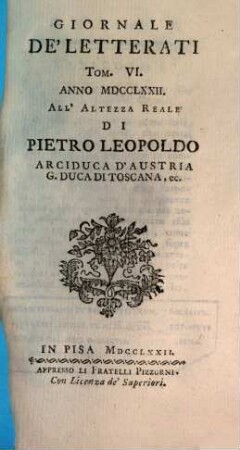 GIORNALE
DE' LETTERATI
TOM. VI.
ANNO MDCCLXXII.
ALL' ALTEZZA REALE
DI
PIETRO LEOPOLDO
ARCIDUCA D'AUSTRIA
G. DUCA DI TOSCANA, ec.
IN PISA MDCCLXXII.
APPRESSO LI FRATELLI PIZZORNI.
Con Licenza de' Superiori.